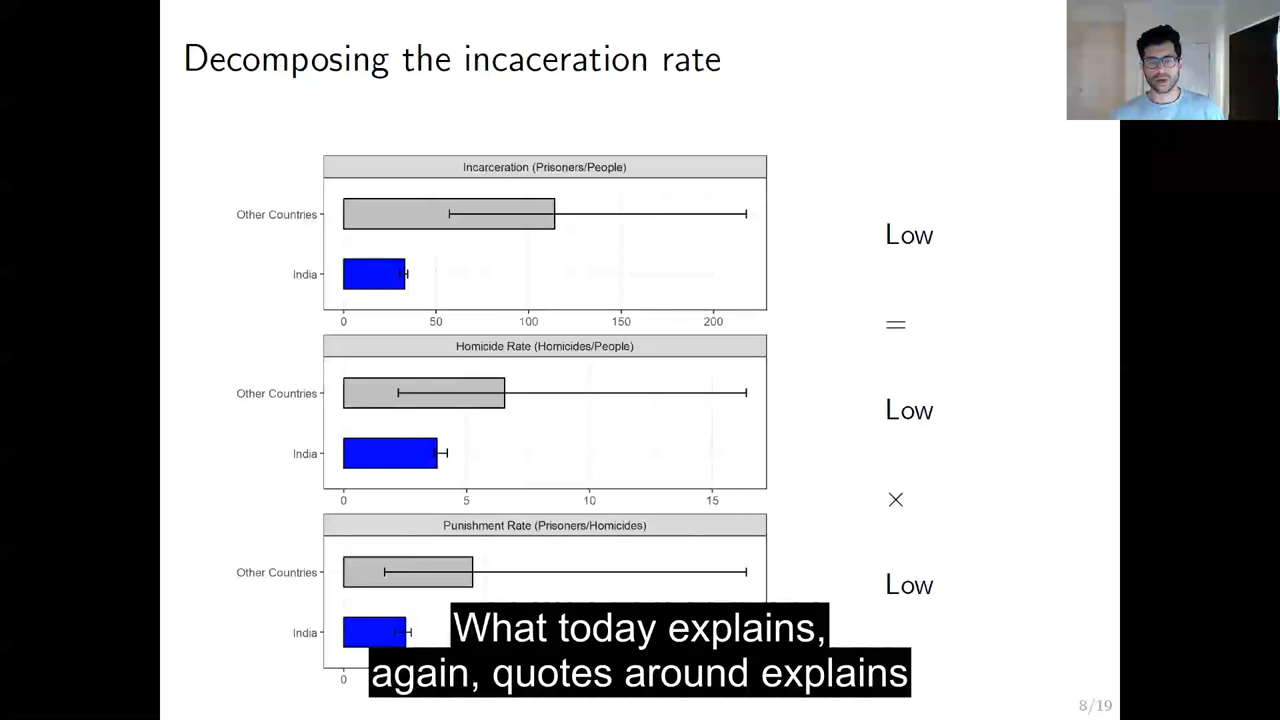 Decomposing the incaceration rate
Incarceration (Prisoners/People)
Other Countries
India
0 50 100 150 200
Low
=
Homicide Rate (Homicides/People)
Other Countries
India
0 5 10 15
Low
×
Punishment Rate (Prisoners/Homicides)
Other Countries
India
0
Low
What today explains,
again, quotes around explains
8/19